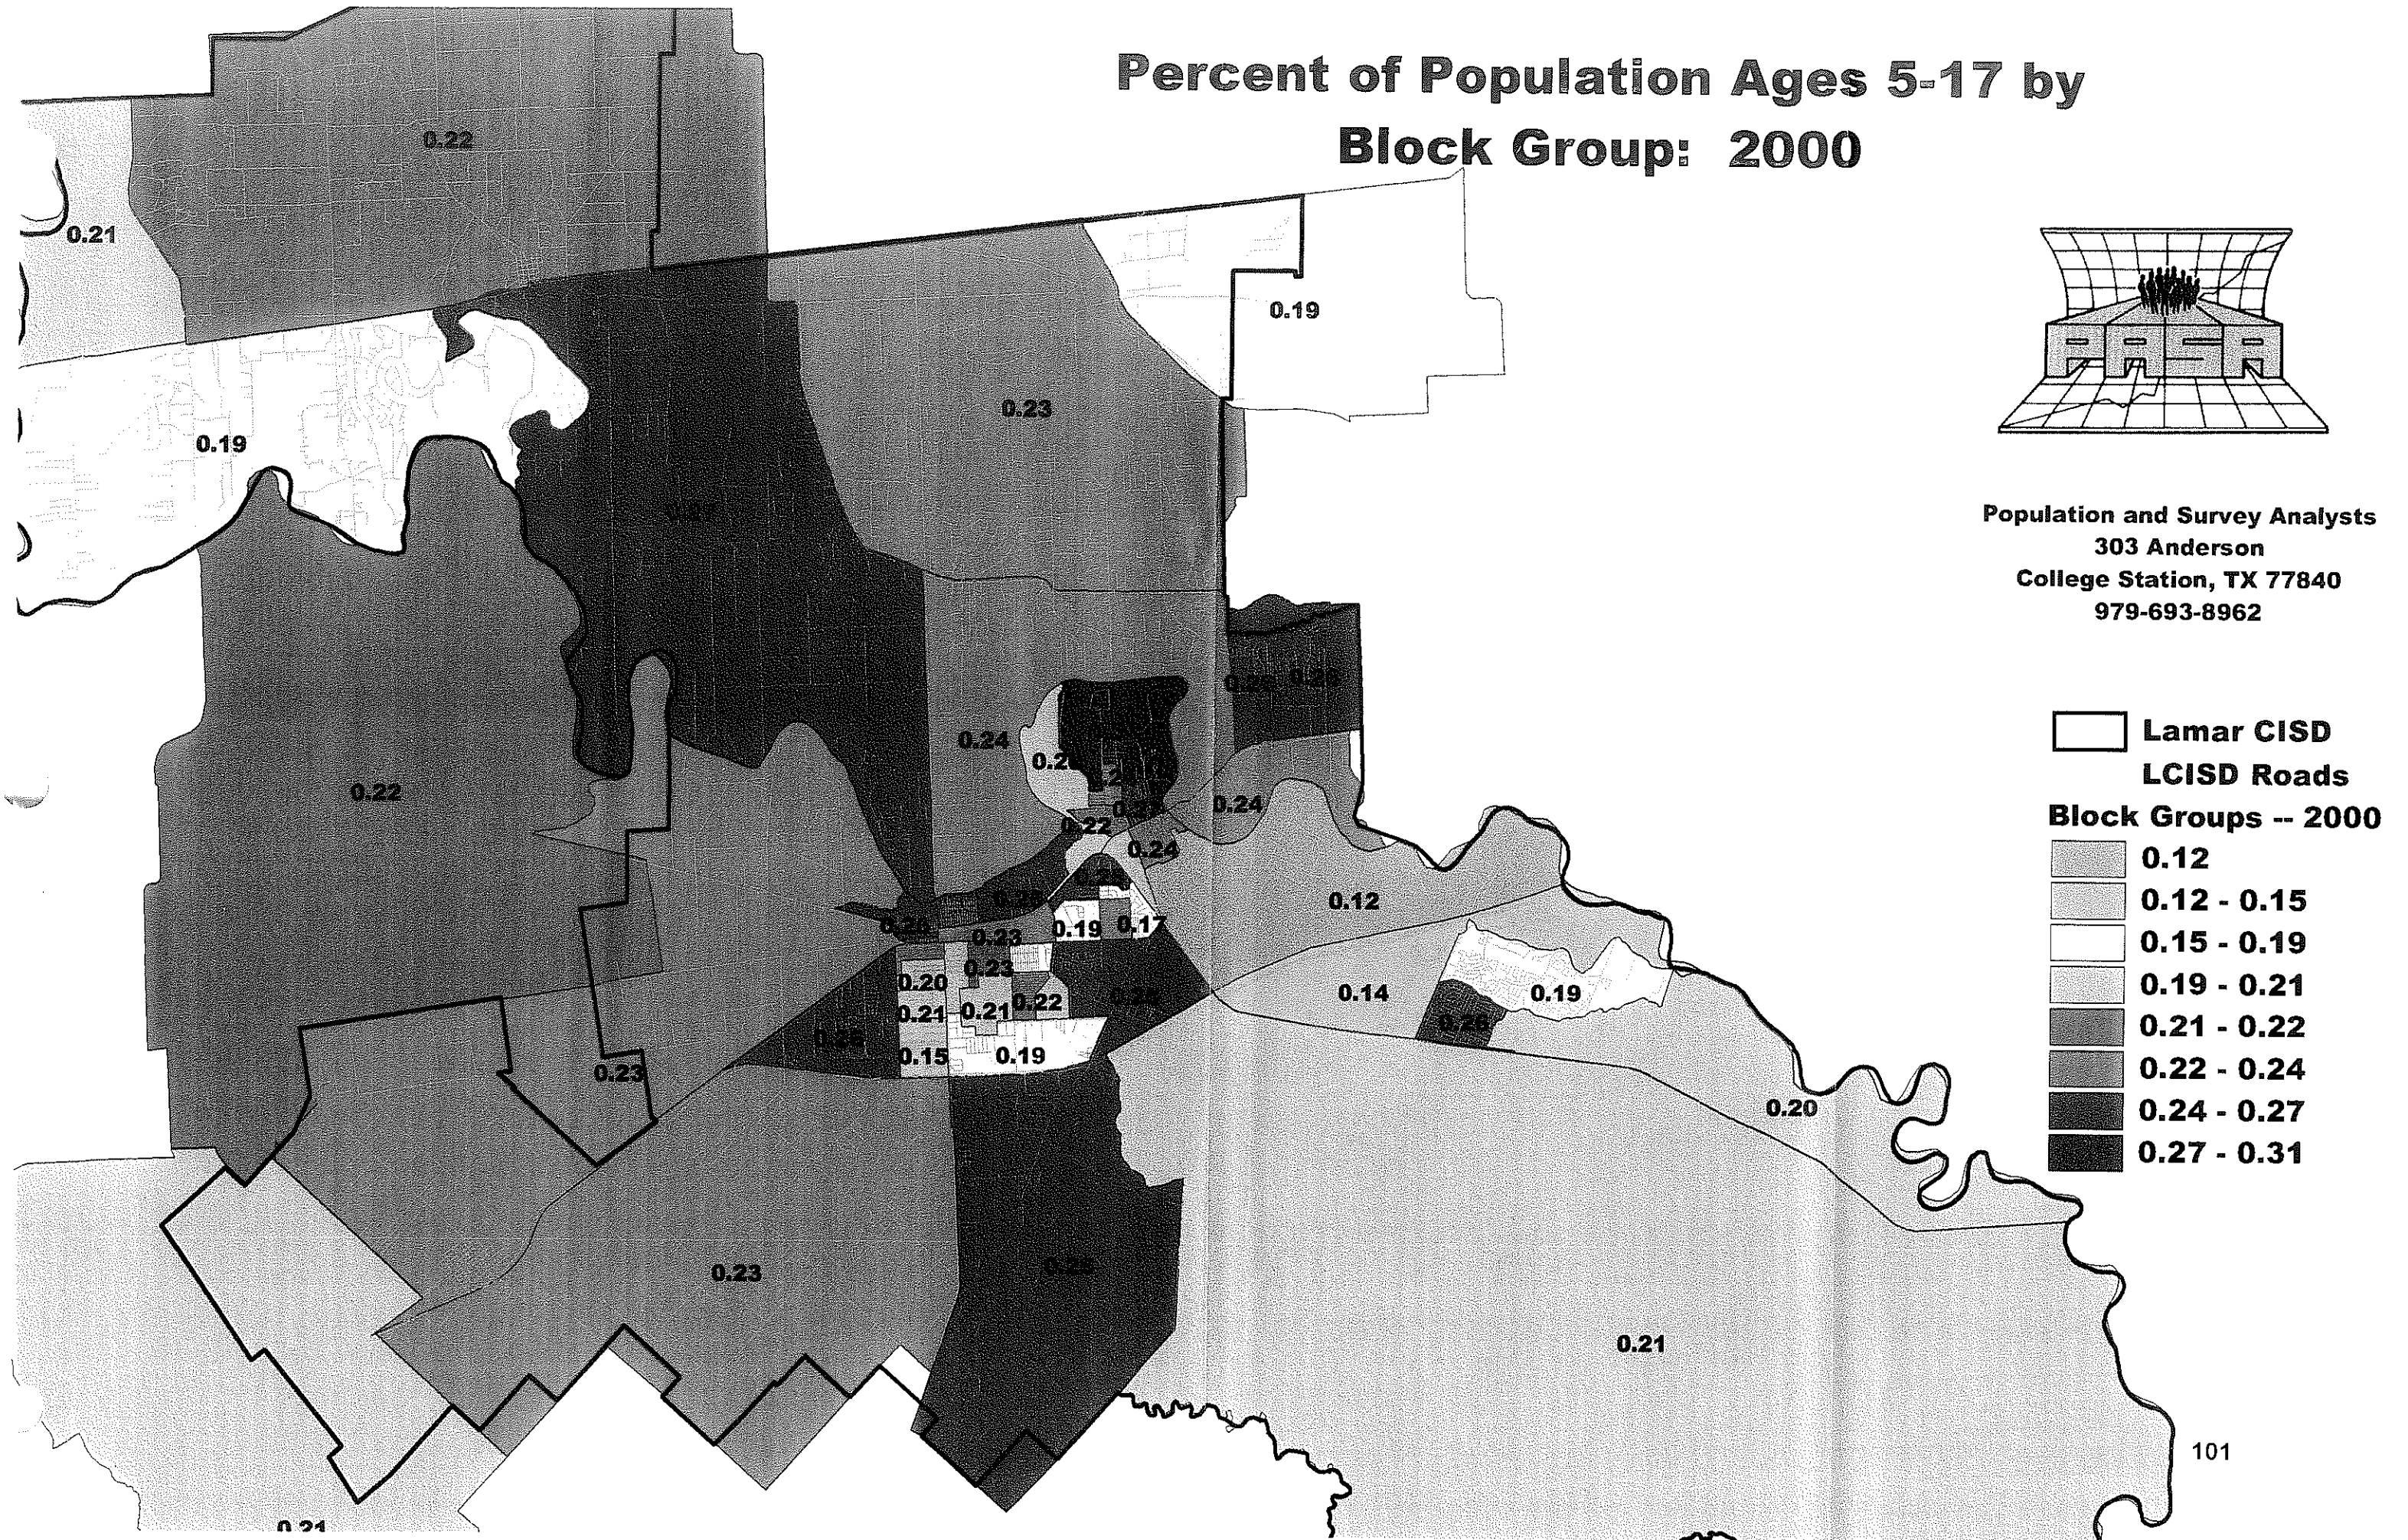 Percent of Population Ages 5-17 by
Block Group: 2000
PASA
Population and Survey Analysts
303 Anderson
College Station, TX 77840
979-693-8962
Lamar CISD
LCISD Roads
Block Groups -- 2000
0.12
0.12 - 0.15
0.15 - 0.19
0.19 - 0.21
0.21 - 0.22
0.22 - 0.24
0.24 - 0.27
0.27 - 0.31
0.22
0.21
0.19
0.23
0.19
0.24
0.22
0.24
0.22
0.24
0.12
0.19
0.17
0.23
0.23
0.20
0.21
0.21
0.22
0.15
0.19
0.14
0.19
0.23
0.20
0.23
0.21
0.21
101